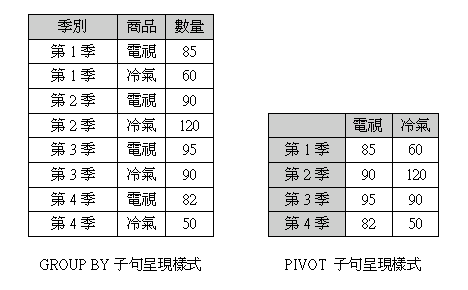 季別 商品 數量
第 1 季 電視 85
第 1 季 冷氣 60
第 2 季 電視 90
第 2 季 冷氣 120
第 3 季 電視 95
第 3 季 冷氣 90
第 4 季 電視 82
第 4 季 冷氣 50
GROUP BY 子句呈現樣式
電視 冷氣
第 1 季 85 60
第 2 季 90 120
第 3 季 95 90
第 4 季 82 50
PIVOT 子句呈現樣式